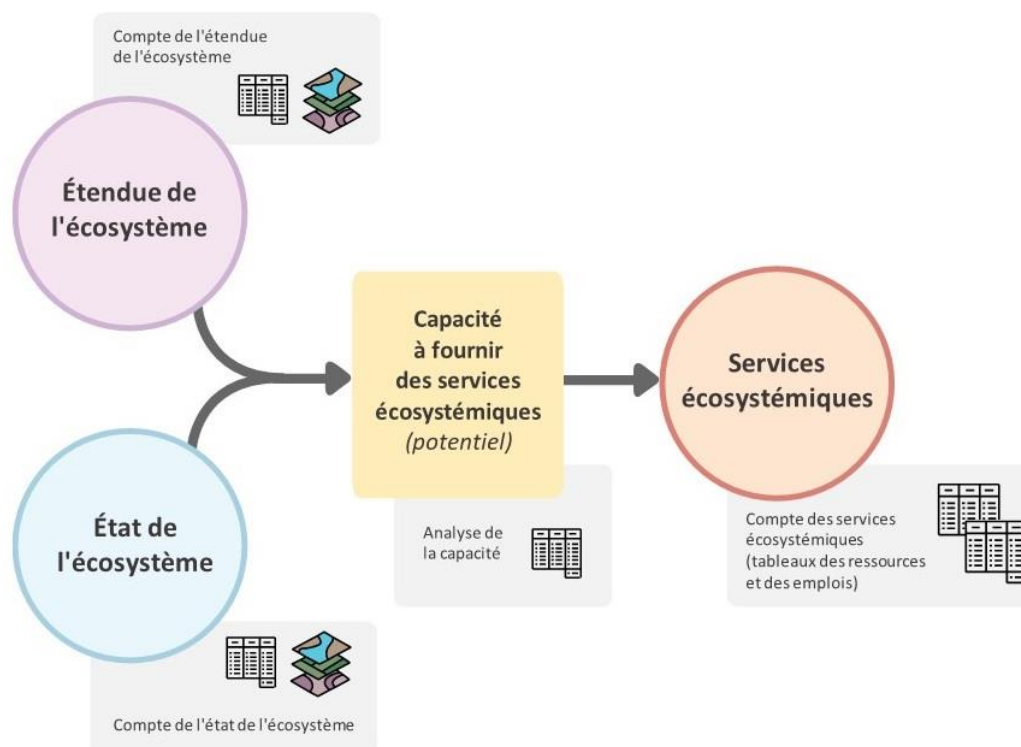 Compte de l'étendue
de l'écosystème
Étendue de
l'écosystème
Capacité
à fournir
des services
écosystémiques
(potentiel)
Services
écosystémiques
État de
l'écosystème
Analyse de
la capacité
Compte des services
écosystémiques
(tableaux des ressources
et des emplois)
Compte de l'état de l'écosystème